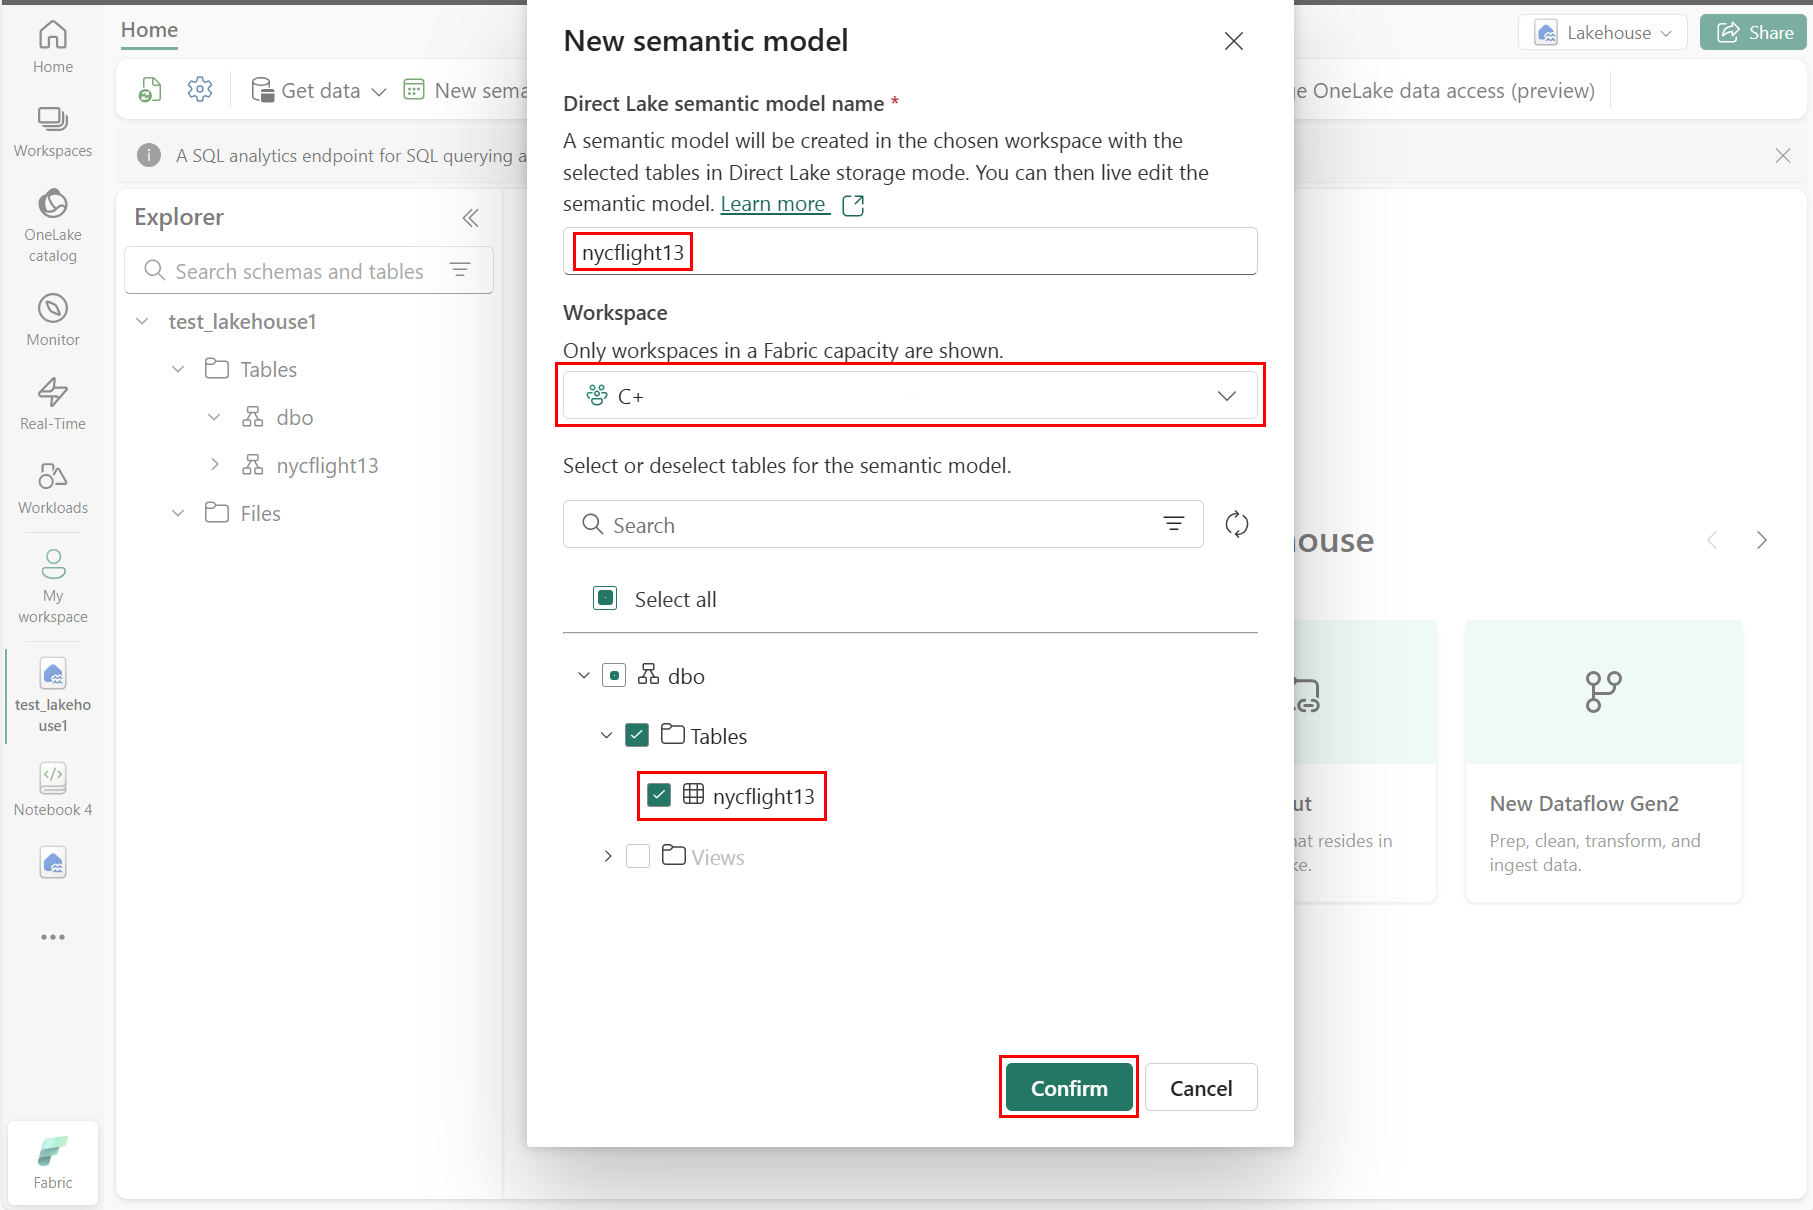 Home
Workspaces
OneLake
catalog
Monitor
Real-Time
Workloads
My
workspace
test_lakeho
use1
Notebook 4
Fabric
Home
Lakehouse
Share
Get data
New sema
e OneLake data access (preview)
A SQL analytics endpoint for SQL querying a
Explorer
Search schemas and tables
test_lakehouse1
Tables
dbo
nycflight13
Files
New semantic model
Direct Lake semantic model name *
A semantic model will be created in the chosen workspace with the
selected tables in Direct Lake storage mode. You can then live edit the
semantic model. Learn more
nycflight13
Workspace
Only workspaces in a Fabric capacity are shown.
C+
Select or deselect tables for the semantic model.
Search
Select all
dbo
Tables
nycflight13
Views
Confirm
Cancel
house
ut
hat resides in
ke.
New Dataflow Gen2
Prep, clean, transform, and
ingest data.